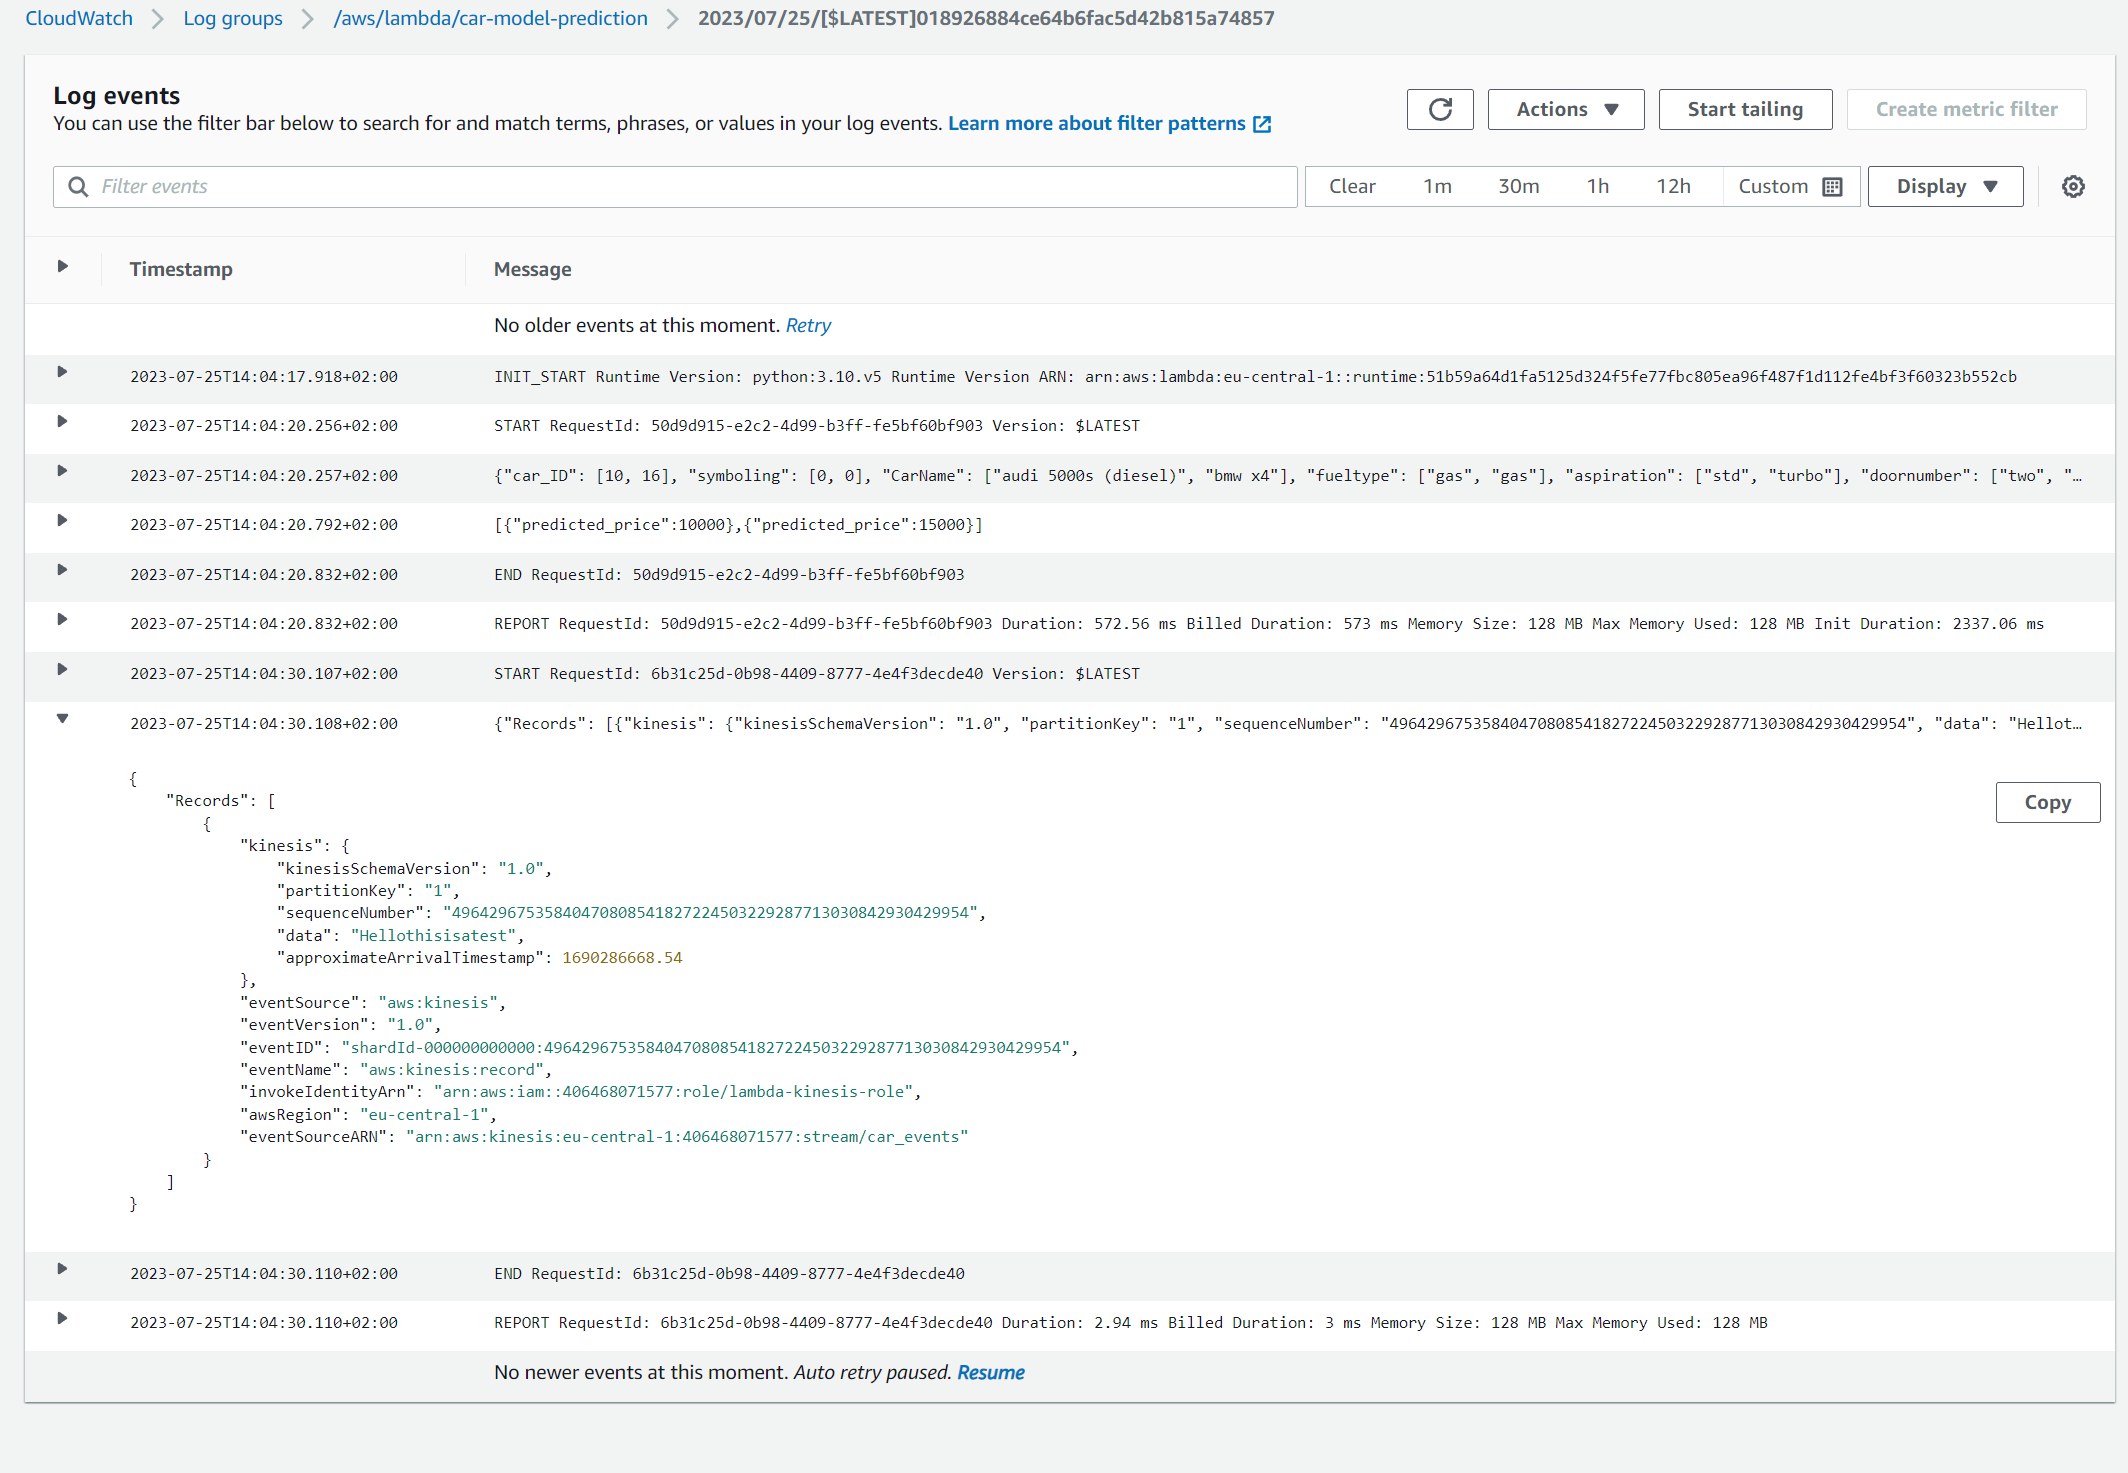 CloudWatch > Log groups > /aws/lambda/car-model-prediction > 2023/07/25/[$LATEST]018926884ce64b6fac5d42b815a74857
Log events
You can use the filter bar below to search for and match terms, phrases, or values in your log events. Learn more about filter patterns
Actions Start tailing Create metric filter
Filter events Clear 1m 30m 1h 12h Custom Display
Timestamp Message
No older events at this moment. Retry
2023-07-25T14:04:17.918+02:00 INIT_START Runtime Version: python:3.10.v5 Runtime Version ARN: arn:aws:lambda:eu-central-1::runtime:51b59a64d1fa5125d324f5fe77fbc805ea96f487f1d112fe4bf3f60323b552cb
2023-07-25T14:04:20.256+02:00 START RequestId: 50d9d915-e2c2-4d99-b3ff-fe5bf60bf903 Version: $LATEST
2023-07-25T14:04:20.257+02:00 {"car_ID": [10, 16], "symboling": [0, 0], "CarName": ["audi 5000s (diesel)", "bmw x4"], "fueltype": ["gas", "gas"], "aspiration": ["std", "turbo"], "doornumber": ["two", "…
2023-07-25T14:04:20.792+02:00 [{"predicted_price":10000},{"predicted_price":15000}]
2023-07-25T14:04:20.832+02:00 END RequestId: 50d9d915-e2c2-4d99-b3ff-fe5bf60bf903
2023-07-25T14:04:20.832+02:00 REPORT RequestId: 50d9d915-e2c2-4d99-b3ff-fe5bf60bf903 Duration: 572.56 ms Billed Duration: 573 ms Memory Size: 128 MB Max Memory Used: 128 MB Init Duration: 2337.06 ms
2023-07-25T14:04:30.107+02:00 START RequestId: 6b31c25d-0b98-4409-8777-4e4f3decde40 Version: $LATEST
2023-07-25T14:04:30.108+02:00 {"Records": [{"kinesis": {"kinesisSchemaVersion": "1.0", "partitionKey": "1", "sequenceNumber": "49642967535840470808541827224503229287713030842930429954", "data": "Hellot…
{
"Records": [
Copy
{
"kinesis": {
"kinesisSchemaVersion": "1.0",
"partitionKey": "1",
"sequenceNumber": "49642967535840470808541827224503229287713030842930429954",
"data": "Hellothisisatest",
"approximateArrivalTimestamp": 1690286668.54
},
"eventSource": "aws:kinesis",
"eventVersion": "1.0",
"eventID": "shardId-000000000000:49642967535840470808541827224503229287713030842930429954",
"eventName": "aws:kinesis:record",
"invokeIdentityArn": "arn:aws:iam::406468071577:role/lambda-kinesis-role",
"awsRegion": "eu-central-1",
"eventSourceARN": "arn:aws:kinesis:eu-central-1:406468071577:stream/car_events"
}
]
}
2023-07-25T14:04:30.110+02:00 END RequestId: 6b31c25d-0b98-4409-8777-4e4f3decde40
2023-07-25T14:04:30.110+02:00 REPORT RequestId: 6b31c25d-0b98-4409-8777-4e4f3decde40 Duration: 2.94 ms Billed Duration: 3 ms Memory Size: 128 MB Max Memory Used: 128 MB
No newer events at this moment. Auto retry paused. Resume